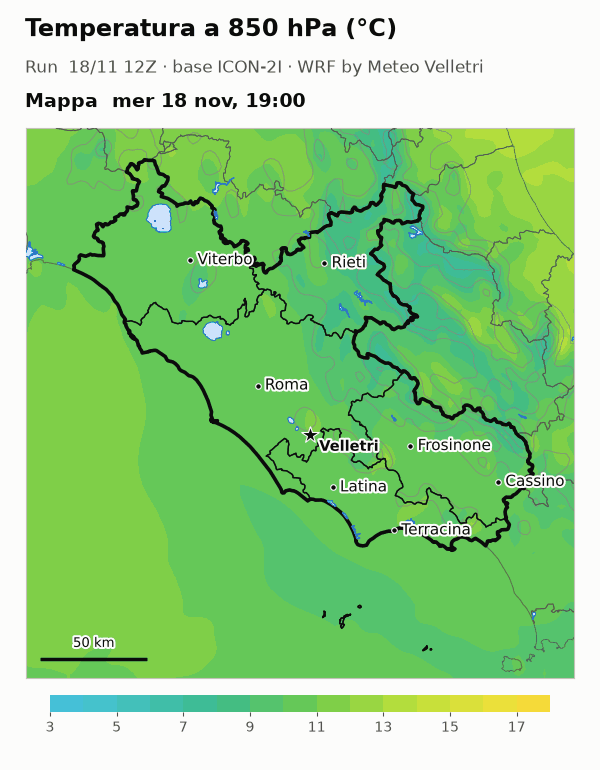 Temperatura a 850 hPa (°C)
Run  18/11 12Z · base ICON-2I · WRF by Meteo Velletri
Mappa  mer 18 nov, 19:00
Viterbo
Rieti
Roma
Velletri
Frosinone
Latina
Cassino
Terracina
50 km
3 5 7 9 11 13 15 17